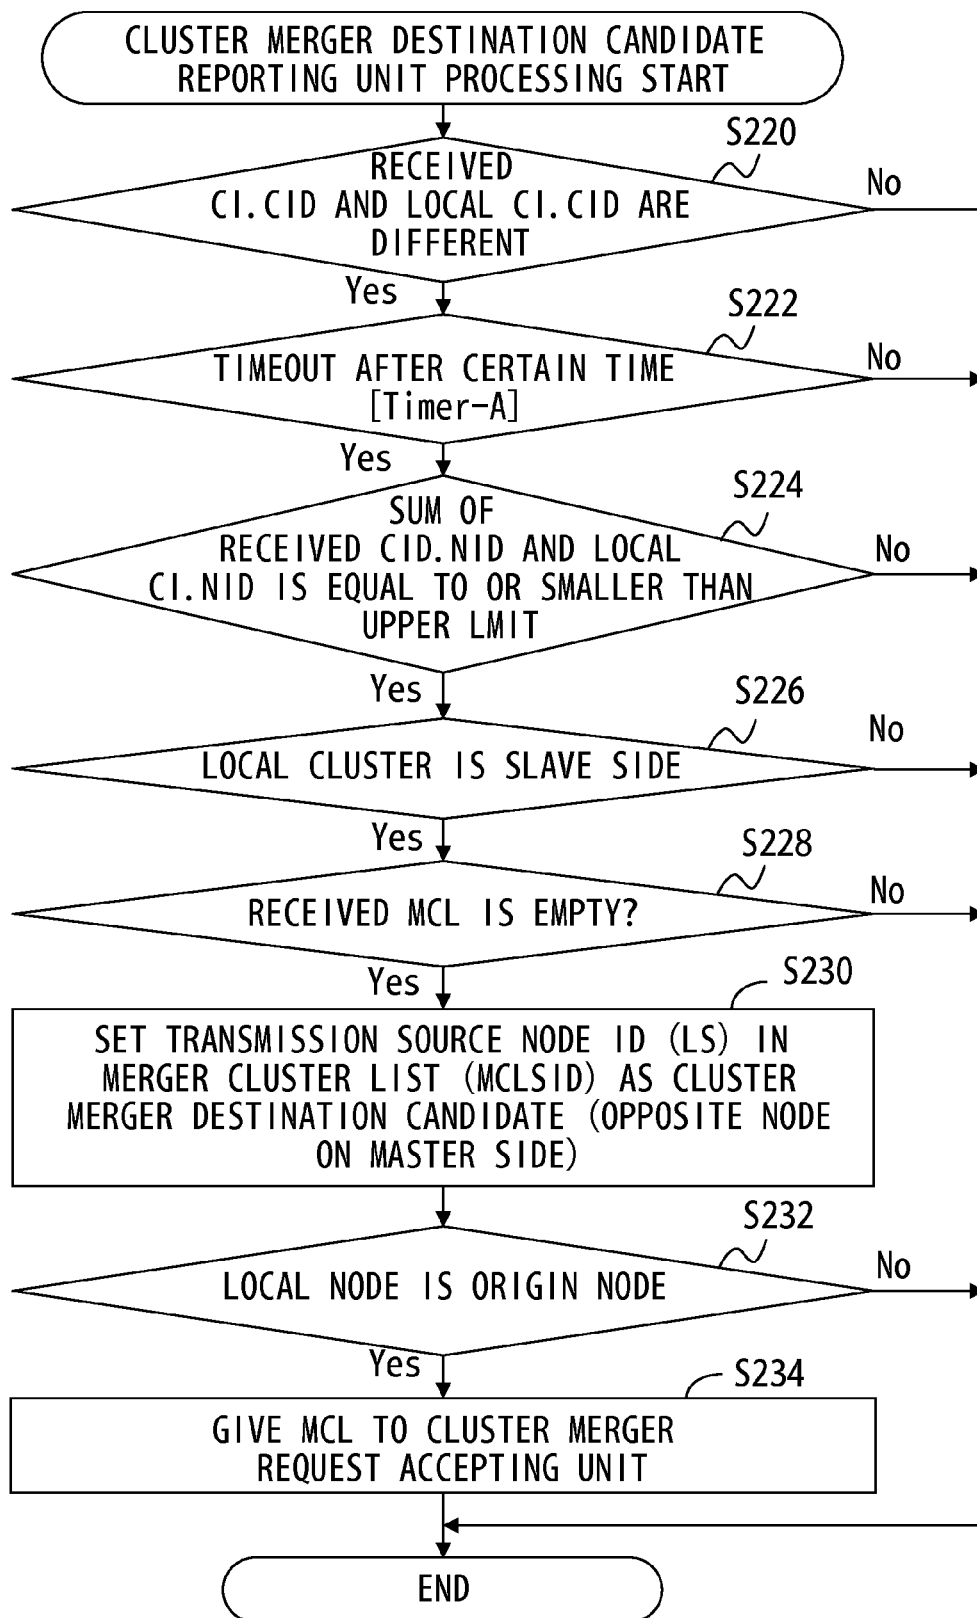 CLUSTER MERGER DESTINATION CANDIDATE
REPORTING UNIT PROCESSING START
S220
RECEIVED
CI.CID AND LOCAL CI.CID ARE
DIFFERENT
No
Yes
S222
TIMEOUT AFTER CERTAIN TIME
[Timer-A]
No
Yes
S224
SUM OF
RECEIVED CID.NID AND LOCAL
CI.NID IS EQUAL TO OR SMALLER THAN
UPPER LMIT
No
Yes
S226
LOCAL CLUSTER IS SLAVE SIDE
No
Yes
S228
RECEIVED MCL IS EMPTY?
No
Yes
S230
SET TRANSMISSION SOURCE NODE ID (LS) IN
MERGER CLUSTER LIST (MCLSID) AS CLUSTER
MERGER DESTINATION CANDIDATE (OPPOSITE NODE
ON MASTER SIDE)
S232
LOCAL NODE IS ORIGIN NODE
No
Yes
S234
GIVE MCL TO CLUSTER MERGER
REQUEST ACCEPTING UNIT
END